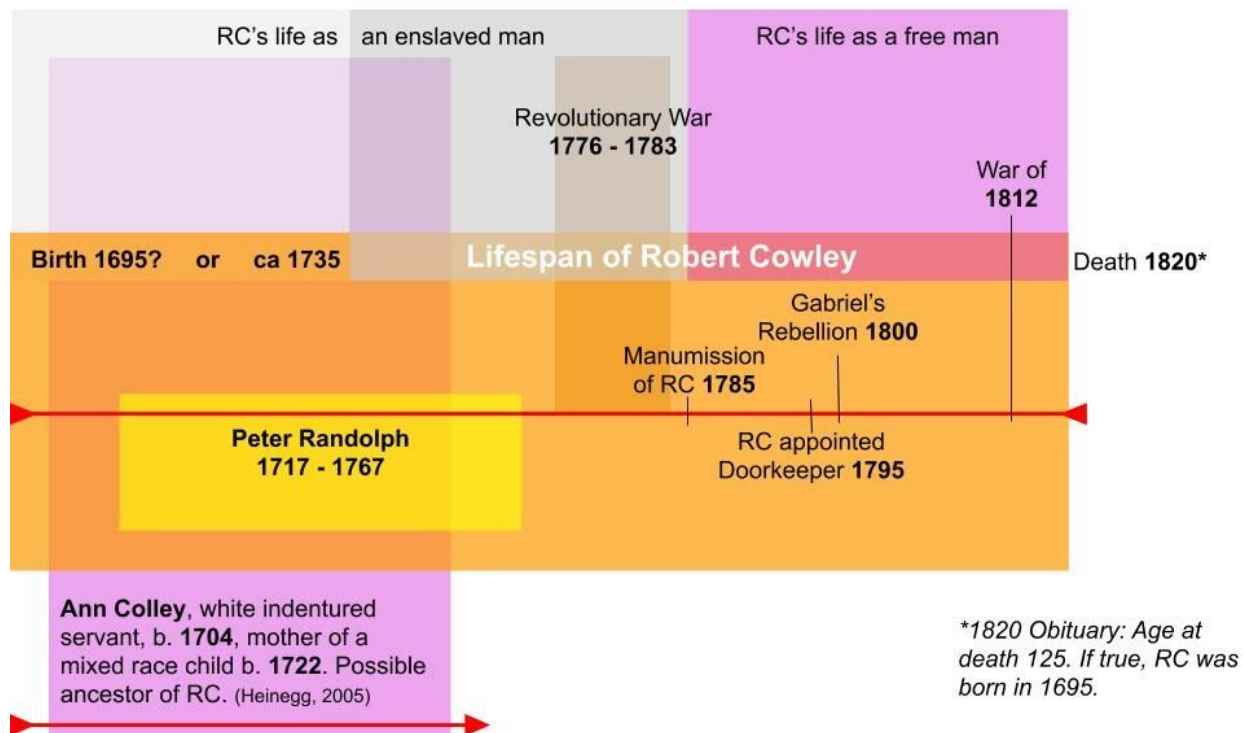 RC's life as an enslaved man
RC's life as a free man
Revolutionary War
1776 - 1783
War of
1812
Birth 1695? or ca 1735
Lifespan of Robert Cowley
Death 1820*
Gabriel's
Rebellion 1800
Manumission
of RC 1785
Peter Randolph
1717 - 1767
RC appointed
Doorkeeper 1795
Ann Colley, white indentured
servant, b. 1704, mother of a
mixed race child b. 1722. Possible
ancestor of RC. (Heinegg, 2005)
*1820 Obituary: Age at
death 125. If true, RC was
born in 1695.